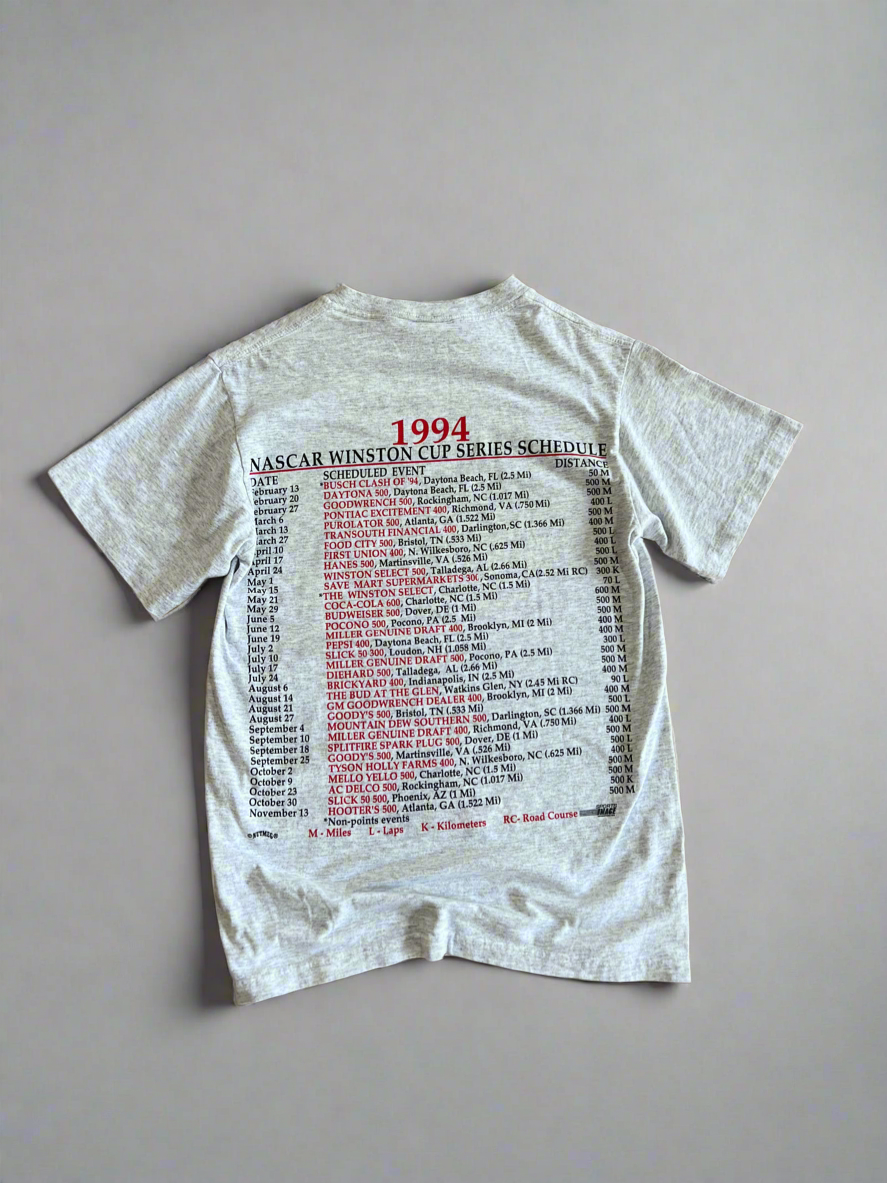 1994
NASCAR WINSTON CUP SERIES SCHEDULE
DATE SCHEDULED EVENT DISTANCE
February 13 *BUSCH CLASH OF '94, Daytona Beach, FL (2.5 Mi) 50 M
February 20 DAYTONA 500, Daytona Beach, FL (2.5 Mi) 500 M
February 27 GOODWRENCH 500, Rockingham, NC (1.017 Mi) 500 M
March 6 PONTIAC EXCITEMENT 400, Richmond, VA (.750 Mi) 400 L
March 13 PUROLATOR 500, Atlanta, GA (1.522 Mi) 500 M
March 27 TRANSOUTH FINANCIAL 400, Darlington,SC (1.366 Mi) 400 M
April 10 FOOD CITY 500, Bristol, TN (.533 Mi) 500 L
April 17 FIRST UNION 400, N. Wilkesboro, NC (.625 Mi) 400 L
April 24 HANES 500, Martinsville, VA (.526 Mi) 500 L
May 1 WINSTON SELECT 500, Talladega, AL (2.66 Mi) 500 M
May 15 SAVE MART SUPERMARKETS 300, Sonoma,CA(2.52 Mi RC) 300 K
May 21 *THE WINSTON SELECT, Charlotte, NC (1.5 Mi) 70 L
May 29 COCA-COLA 600, Charlotte, NC (1.5 Mi) 600 M
June 5 BUDWEISER 500, Dover, DE (1 Mi) 500 M
June 12 POCONO 500, Pocono, PA (2.5 Mi) 500 M
June 19 MILLER GENUINE DRAFT 400, Brooklyn, MI (2 Mi) 400 M
July 2 PEPSI 400, Daytona Beach, FL (2.5 Mi) 400 M
July 10 SLICK 50 300, Loudon, NH (1.058 Mi) 300 L
July 17 MILLER GENUINE DRAFT 500, Pocono, PA (2.5 Mi) 500 M
July 24 DIEHARD 500, Talladega, AL (2.66 Mi) 500 M
August 6 BRICKYARD 400, Indianapolis, IN (2.5 Mi) 400 M
August 14 THE BUD AT THE GLEN, Watkins Glen, NY (2.45 Mi RC) 90 L
August 21 GM GOODWRENCH DEALER 400, Brooklyn, MI (2 Mi) 400 M
August 27 GOODY'S 500, Bristol, TN (.533 Mi) 500 L
September 4 MOUNTAIN DEW SOUTHERN 500, Darlington, SC (1.366 Mi) 500 M
September 10 MILLER GENUINE DRAFT 400, Richmond, VA (.750 Mi) 400 L
September 18 SPLITFIRE SPARK PLUG 500, Dover, DE (1 Mi) 500 M
September 25 GOODY'S 500, Martinsville, VA (.526 Mi) 500 L
October 2 TYSON HOLLY FARMS 400, N. Wilkesboro, NC (.625 Mi) 400 L
October 9 MELLO YELLO 500, Charlotte, NC (1.5 Mi) 500 M
October 23 AC DELCO 500, Rockingham, NC (1.017 Mi) 500 M
October 30 SLICK 50 500, Phoenix, AZ (1 Mi) 500 K
November 13 HOOTER'S 500, Atlanta, GA (1.522 Mi) 500 M
*Non-points events
©NUTMEG® M - Miles L - Laps K - Kilometers RC- Road Course SPORTS IMAGE